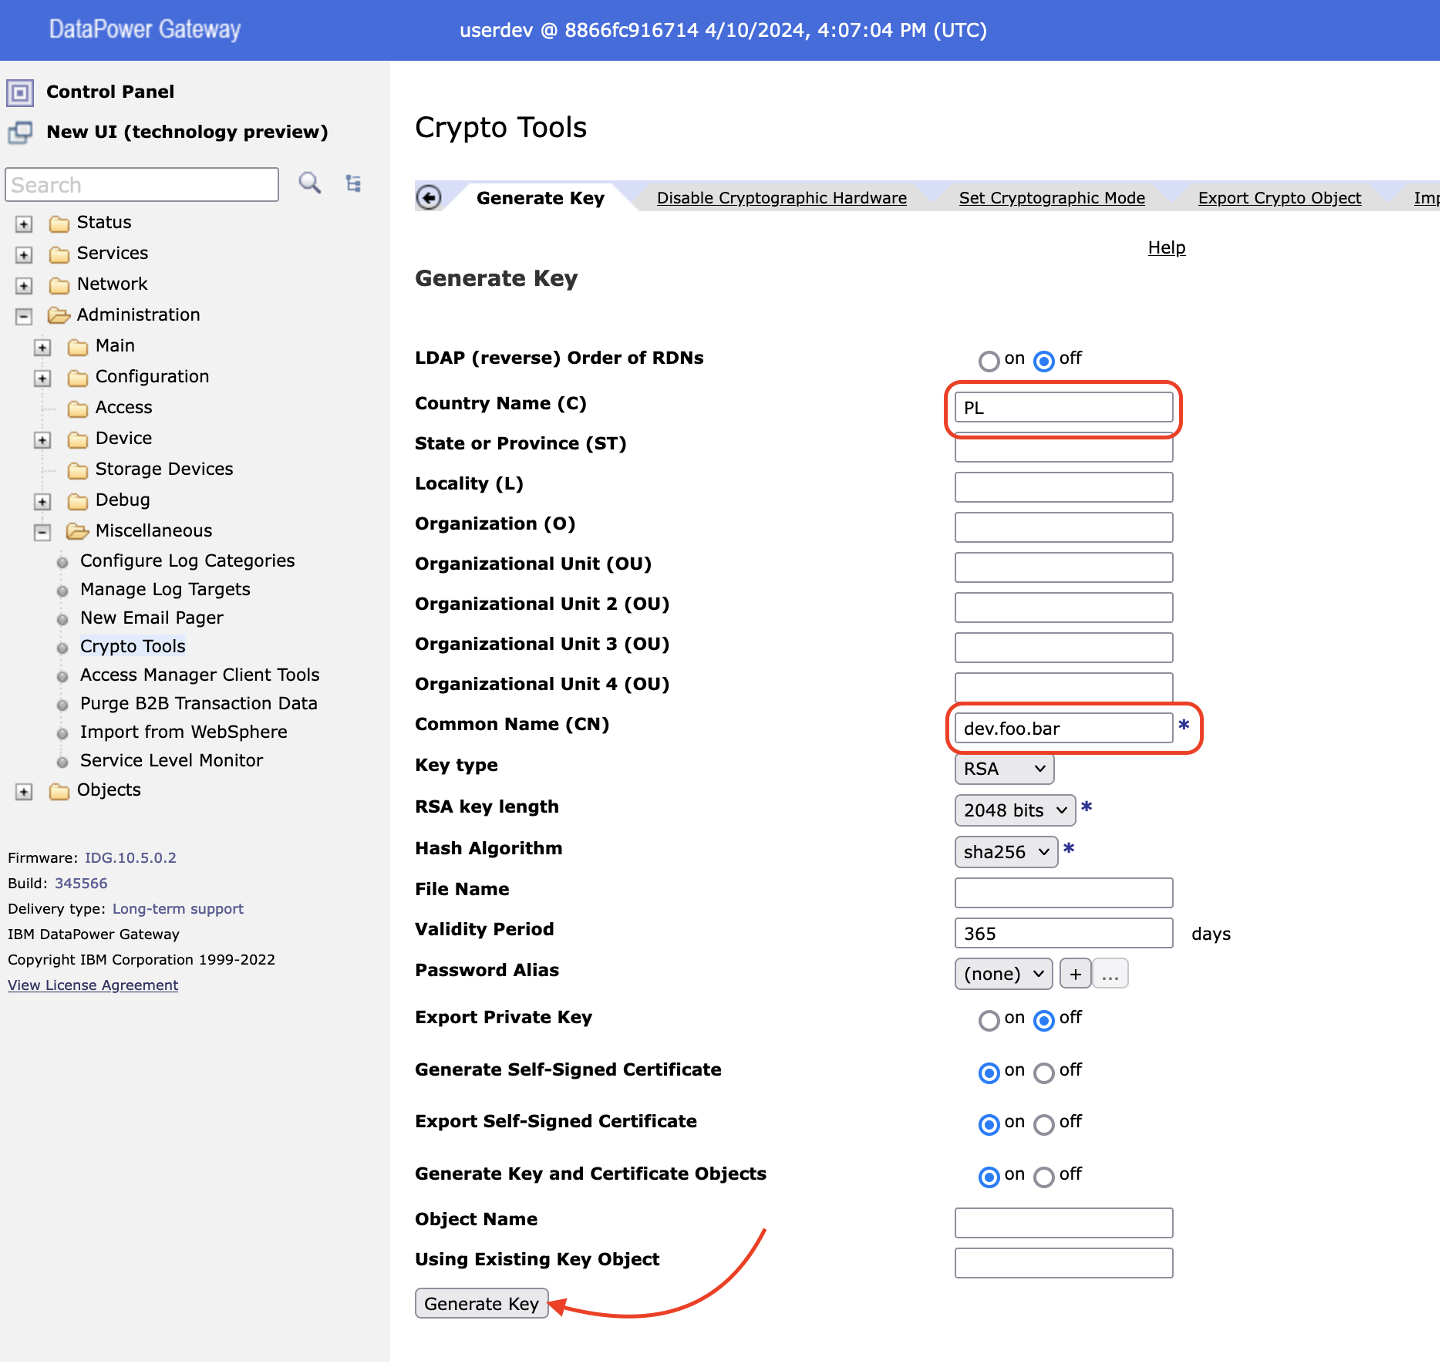 DataPower Gateway
userdev @ 8866fc916714 4/10/2024, 4:07:04 PM (UTC)
Control Panel
New UI (technology preview)
Search
Status
Services
Network
Administration
Main
Configuration
Access
Device
Storage Devices
Debug
Miscellaneous
Configure Log Categories
Manage Log Targets
New Email Pager
Crypto Tools
Access Manager Client Tools
Purge B2B Transaction Data
Import from WebSphere
Service Level Monitor
Objects
Firmware: IDG.10.5.0.2
Build: 345566
Delivery type: Long-term support
IBM DataPower Gateway
Copyright IBM Corporation 1999-2022
View License Agreement
Crypto Tools
Generate Key Disable Cryptographic Hardware Set Cryptographic Mode Export Crypto Object
Help
Generate Key
LDAP (reverse) Order of RDNs on off
Country Name (C) PL
State or Province (ST)
Locality (L)
Organization (O)
Organizational Unit (OU)
Organizational Unit 2 (OU)
Organizational Unit 3 (OU)
Organizational Unit 4 (OU)
Common Name (CN) dev.foo.bar *
Key type RSA
RSA key length 2048 bits *
Hash Algorithm sha256 *
File Name
Validity Period 365 days
Password Alias (none) + ...
Export Private Key on off
Generate Self-Signed Certificate on off
Export Self-Signed Certificate on off
Generate Key and Certificate Objects on off
Object Name
Using Existing Key Object
Generate Key